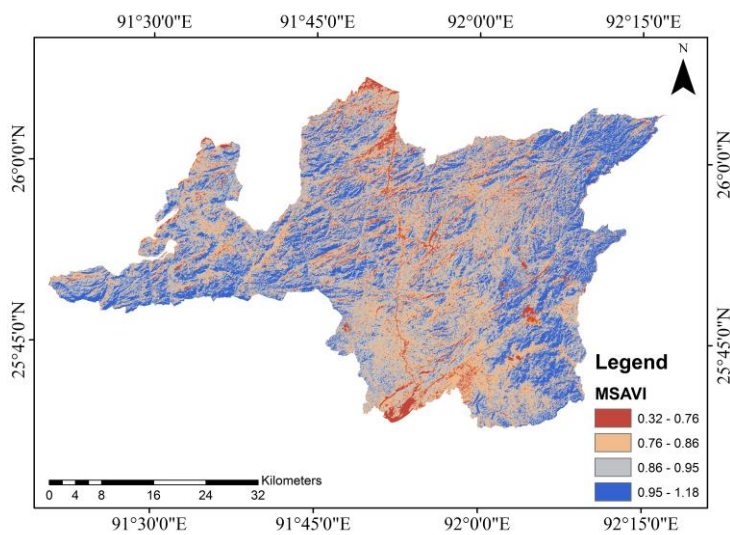 91°30'0"E 91°45'0"E 92°0'0"E 92°15'0"E
N
26°0'0"N 26°0'0"N
25°45'0"N 25°45'0"N
Legend
MSAVI
0.32 - 0.76
0.76 - 0.86
0.86 - 0.95
0.95 - 1.18
Kilometers
0 4 8 16 24 32
91°30'0"E 91°45'0"E 92°0'0"E 92°15'0"E